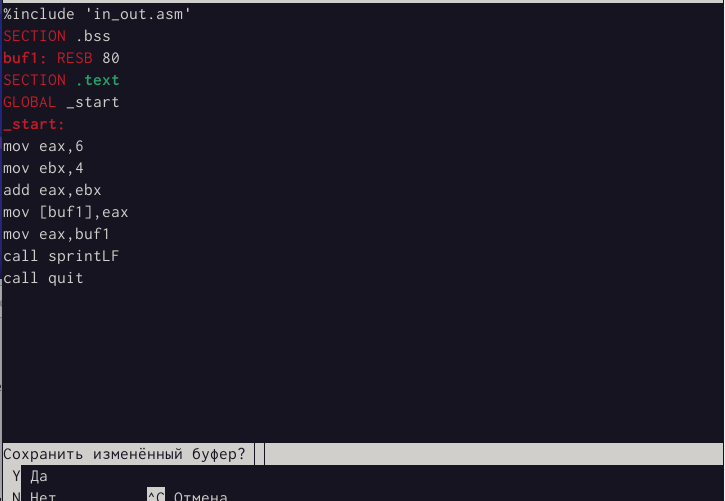 %include 'in_out.asm'
SECTION .bss
buf1: RESB 80
SECTION .text
GLOBAL _start
_start:
mov eax,6
mov ebx,4
add eax,ebx
mov [buf1],eax
mov eax,buf1
call sprintLF
call quit
Сохранить изменённый буфер?
Y Да
N Нет ^C Отмена